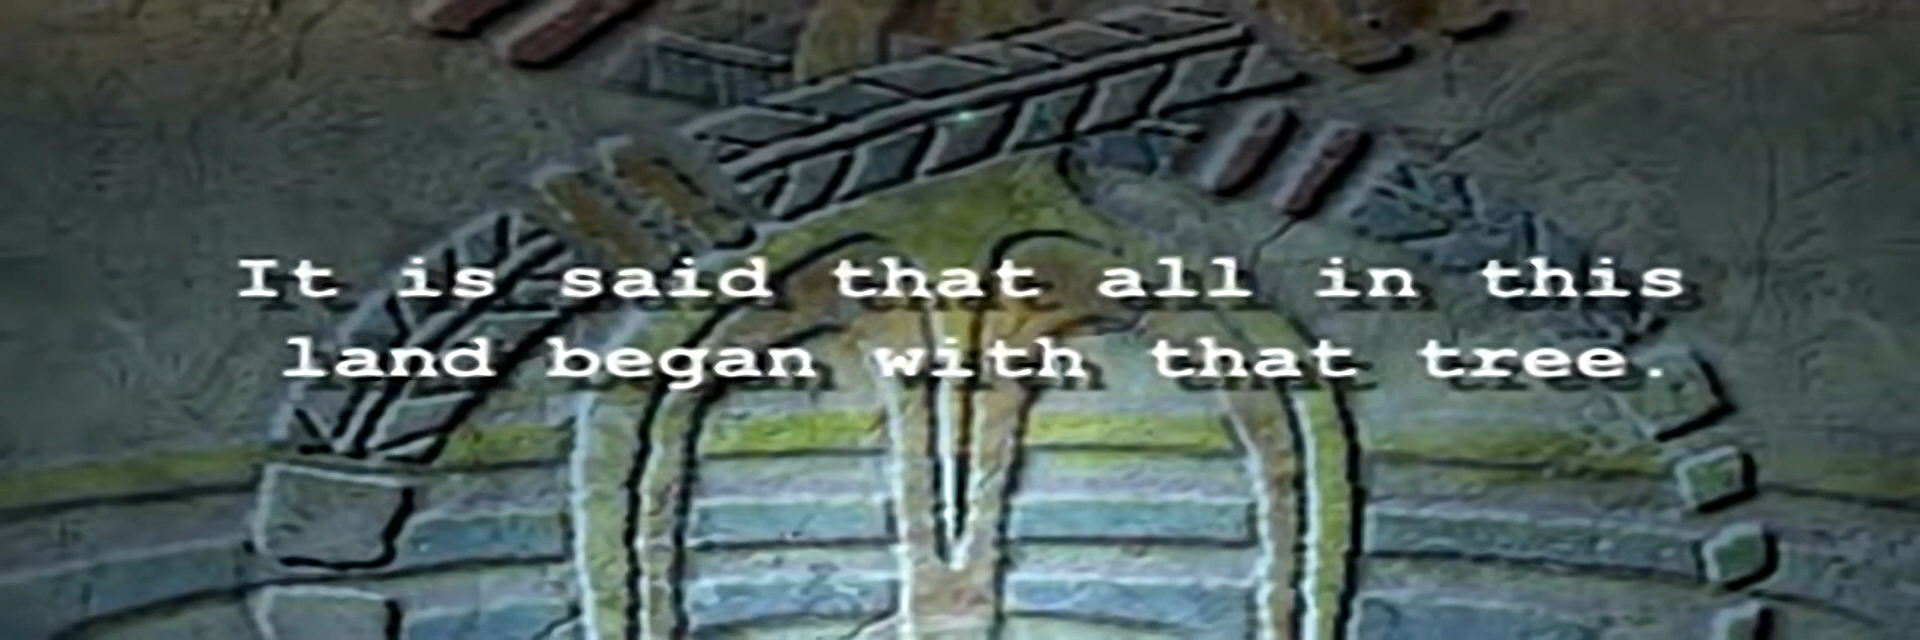 It is said that all in this
land began with that tree.